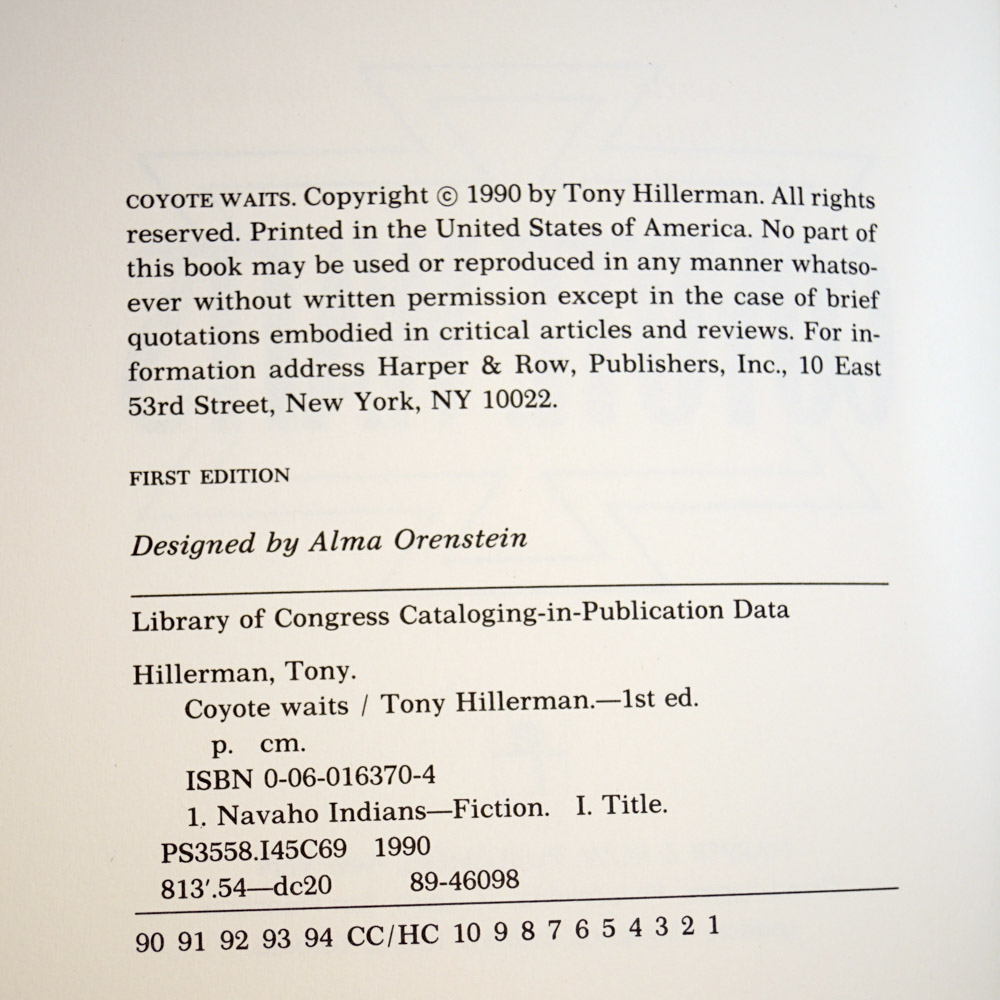 COYOTE WAITS. Copyright © 1990 by Tony Hillerman. All rights
reserved. Printed in the United States of America. No part of
this book may be used or reproduced in any manner whatso-
ever without written permission except in the case of brief
quotations embodied in critical articles and reviews. For in-
formation address Harper & Row, Publishers, Inc., 10 East
53rd Street, New York, NY 10022.
FIRST EDITION
Designed by Alma Orenstein
Library of Congress Cataloging-in-Publication Data
Hillerman, Tony.
Coyote waits / Tony Hillerman.—1st ed.
p. cm.
ISBN 0-06-016370-4
1. Navaho Indians—Fiction. I. Title.
PS3558.I45C69 1990
813'.54—dc20 89-46098
90 91 92 93 94 CC/HC 10 9 8 7 6 5 4 3 2 1